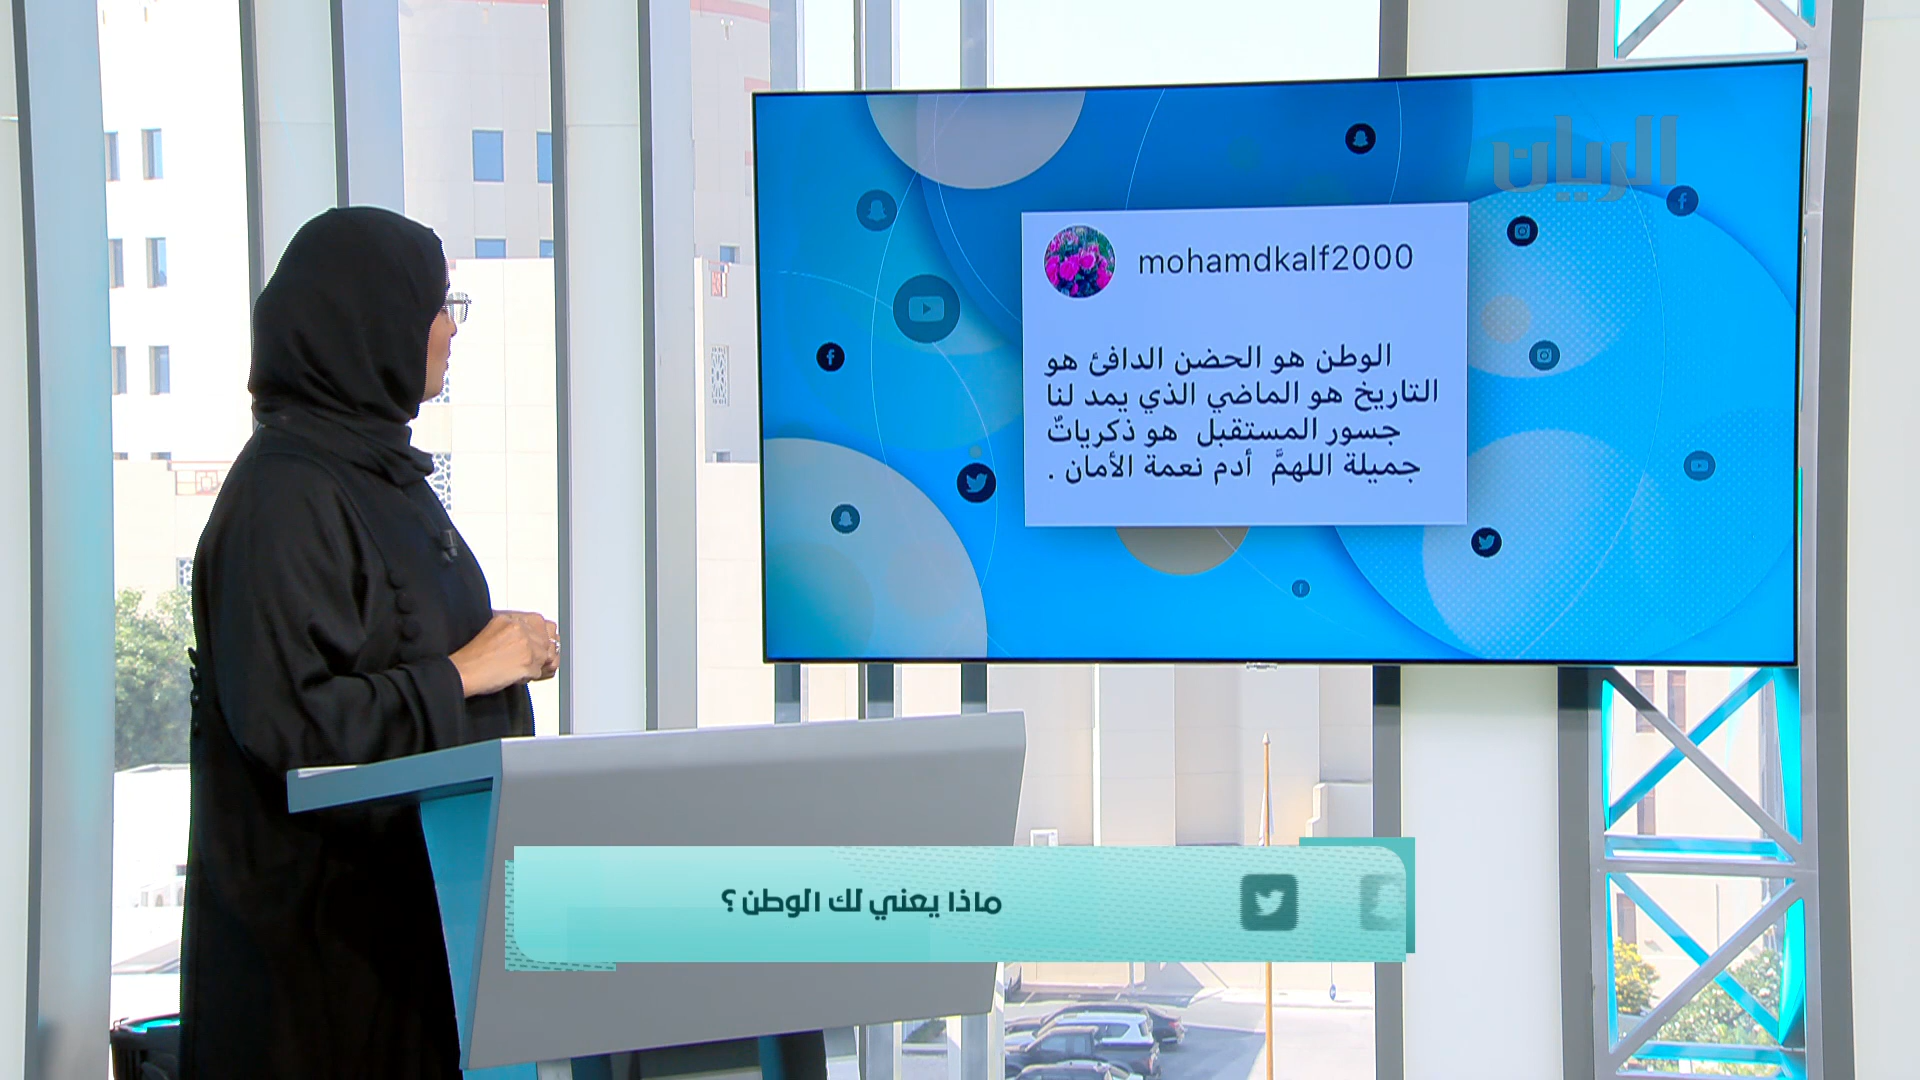 الريان
mohamdkalf2000
الوطن هو الحضن الدافئ هو
التاريخ هو الماضي الذي يمد لنا
جسور المستقبل هو ذكرياتٌ
جميلة اللهمَّ أدم نعمة الأمان .
ماذا يعني لك الوطن ؟